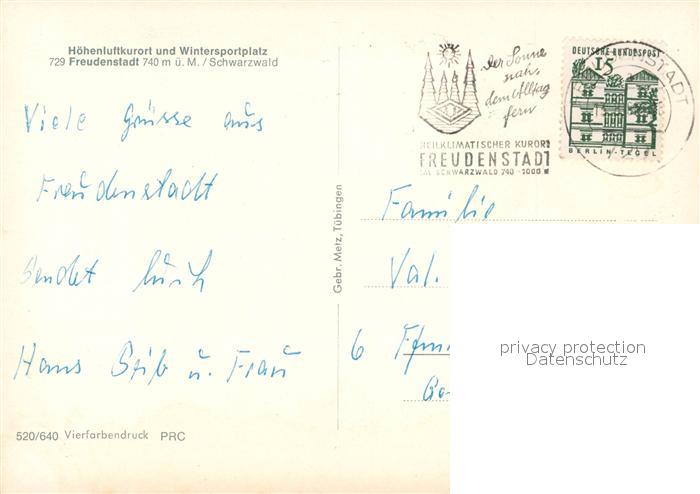 Höhenluftkurort und Wintersportplatz
729 Freudenstadt 740 m ü. M. / Schwarzwald
Viele Grüsse aus
Freudenstadt
Sendet Euch
Hans u. Frau
520/640 Vierfarbendruck PRC
Gebr. Metz, Tübingen
Der Sonne
nah,
dem Alltag
fern
HEILKLIMATISCHER KURORT
FREUDENSTADT
IM SCHWARZWALD 740-1000 M
DEUTSCHE BUNDESPOST
15
BERLIN-TEGEL
Familie
Val.
6 Ffm
privacy protection
Datenschutz